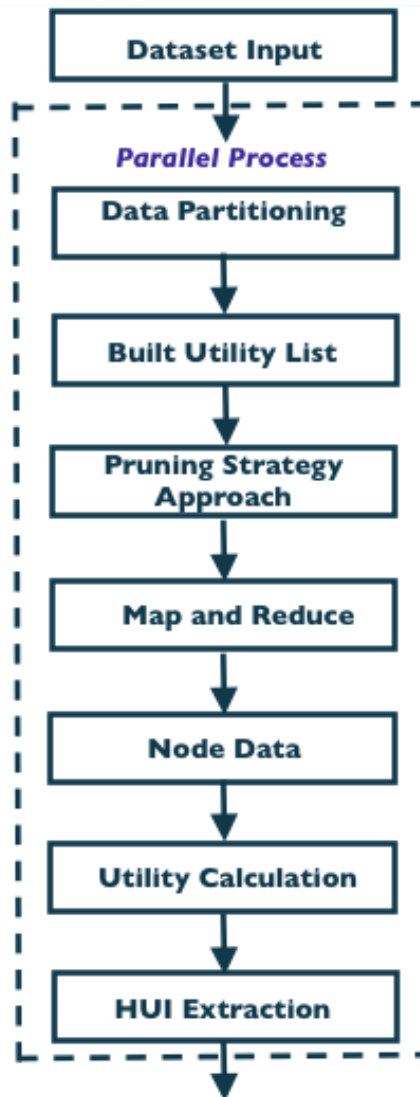 Dataset Input
Parallel Process
Data Partitioning
Built Utility List
Pruning Strategy
Approach
Map and Reduce
Node Data
Utility Calculation
HUI Extraction